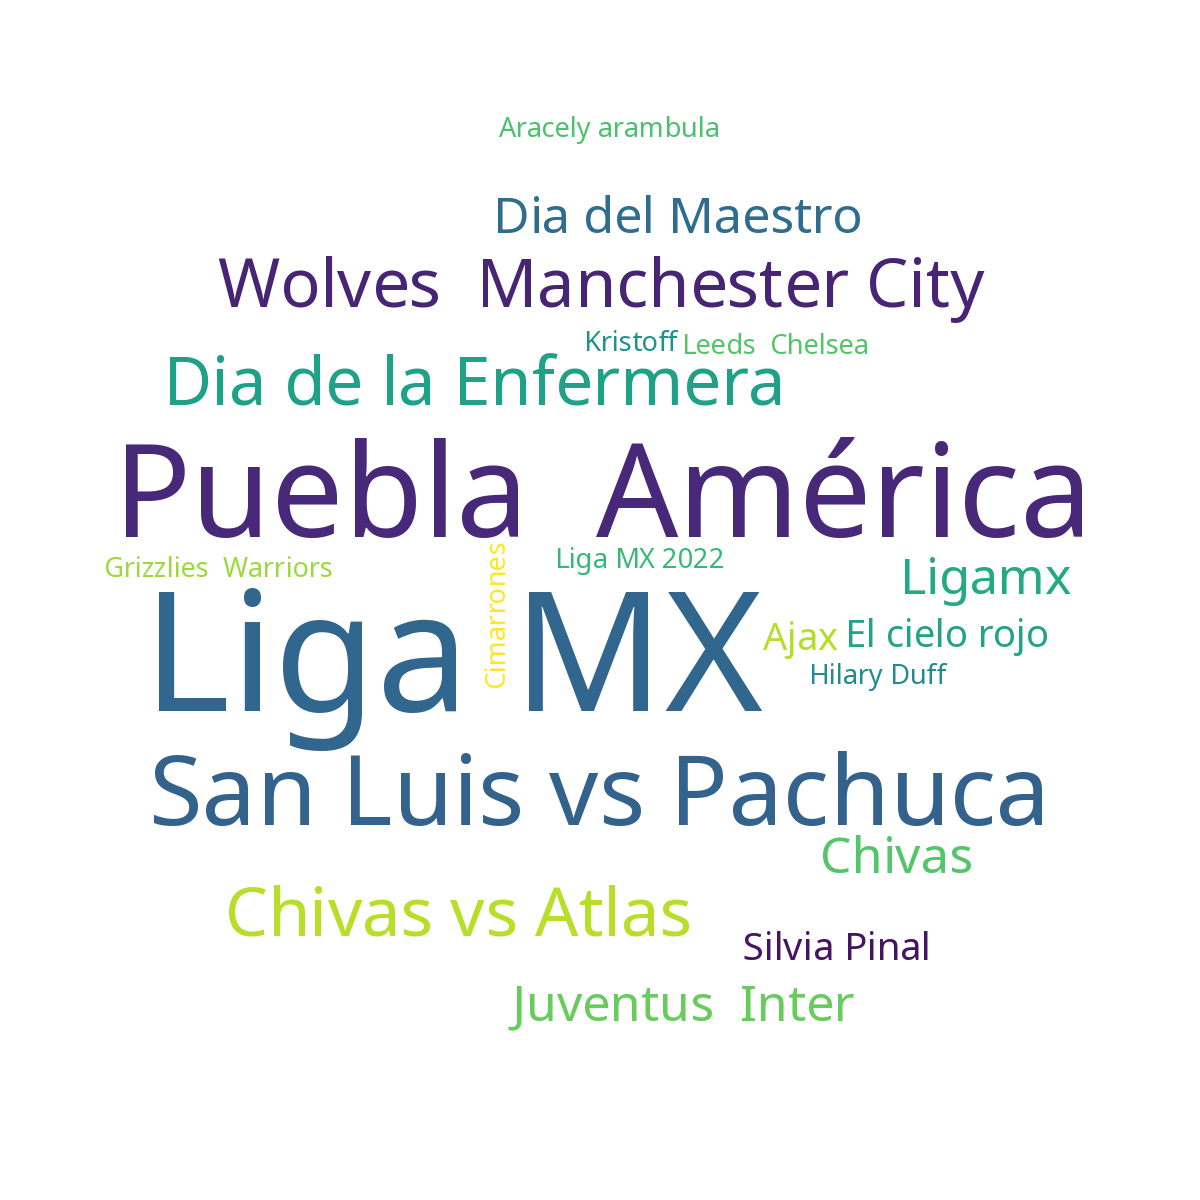 Aracely arambula
Dia del Maestro
Wolves  Manchester City
Kristoff
Leeds  Chelsea
Dia de la Enfermera
Puebla  América
Grizzlies  Warriors
Cimarrones
Liga MX 2022
Ligamx
Liga MX
Ajax
El cielo rojo
Hilary Duff
San Luis vs Pachuca
Chivas
Chivas vs Atlas
Silvia Pinal
Juventus  Inter